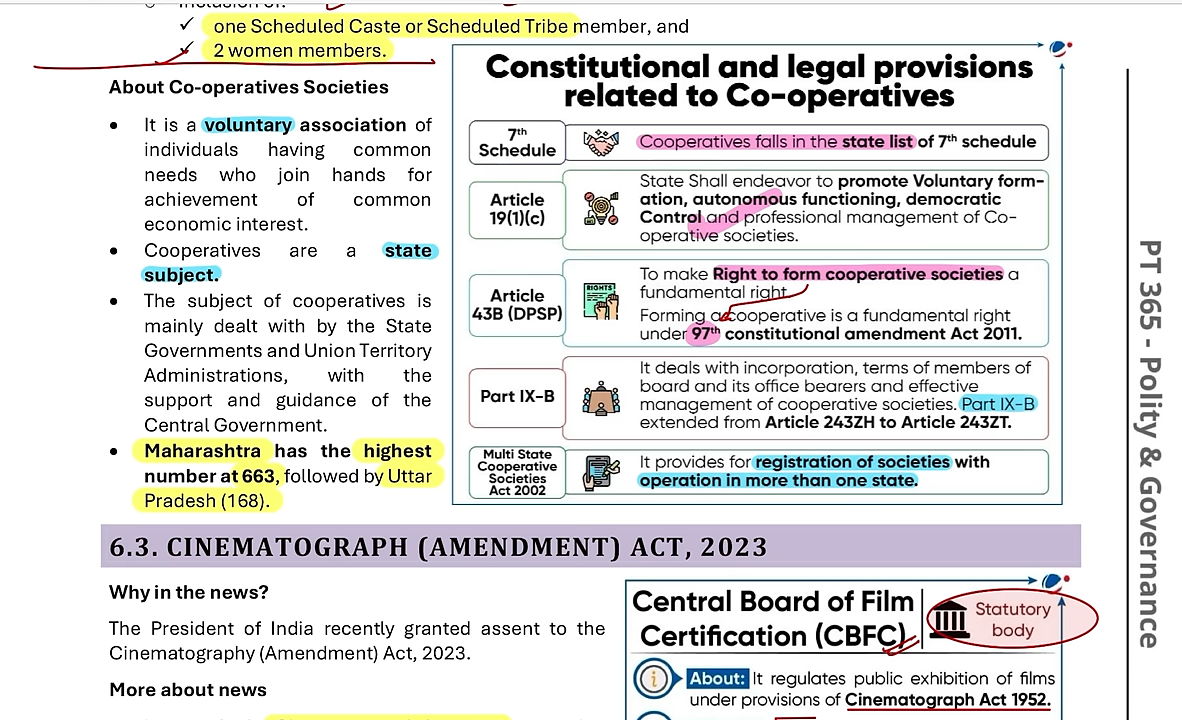 ○ Inclusion of:
✓ one Scheduled Caste or Scheduled Tribe member, and
✓ 2 women members.
About Co-operatives Societies
• It is a voluntary association of
individuals having common
needs who join hands for
achievement of common
economic interest.
• Cooperatives are a state
subject.
• The subject of cooperatives is
mainly dealt with by the State
Governments and Union Territory
Administrations, with the
support and guidance of the
Central Government.
• Maharashtra has the highest
number at 663, followed by Uttar
Pradesh (168).
Constitutional and legal provisions
related to Co-operatives
7th
Schedule
Cooperatives falls in the state list of 7th schedule
Article
19(1)(c)
State Shall endeavor to promote Voluntary form-
ation, autonomous functioning, democratic
Control and professional management of Co-
operative societies.
Article
43B (DPSP)
RIGHTS
To make Right to form cooperative societies a
fundamental right
Forming a cooperative is a fundamental right
under 97th constitutional amendment Act 2011.
Part IX-B
It deals with incorporation, terms of members of
board and its office bearers and effective
management of cooperative societies. Part IX-B
extended from Article 243ZH to Article 243ZT.
Multi State
Cooperative
Societies
Act 2002
It provides for registration of societies with
operation in more than one state.
PT 365 - Polity & Governance
6.3. CINEMATOGRAPH (AMENDMENT) ACT, 2023
Why in the news?
The President of India recently granted assent to the
Cinematography (Amendment) Act, 2023.
More about news
Central Board of Film
Certification (CBFC)
Statutory
body
About: It regulates public exhibition of films
under provisions of Cinematograph Act 1952.